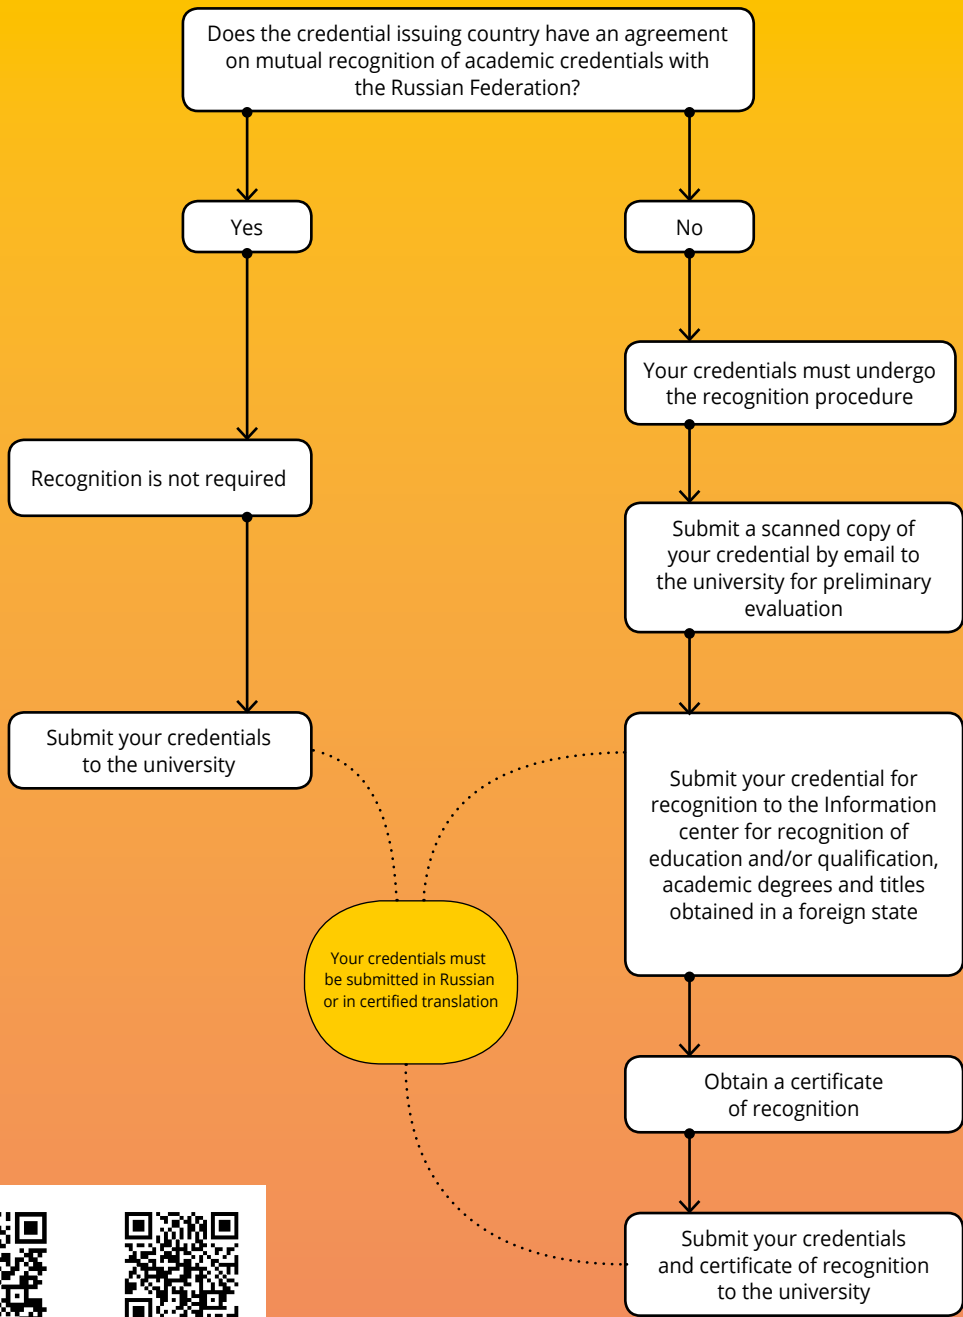 Does the credential issuing country have an agreement
on mutual recognition of academic credentials with
the Russian Federation?
Yes
No
Your credentials must undergo
the recognition procedure
Recognition is not required
Submit a scanned copy of
your credential by email to
the university for preliminary
evaluation
Submit your credentials
to the university
Submit your credential for
recognition to the Information
center for recognition of
education and/or qualification,
academic degrees and titles
obtained in a foreign state
Your credentials must
be submitted in Russian
or in certified translation
Obtain a certificate
of recognition
Submit your credentials
and certificate of recognition
to the university